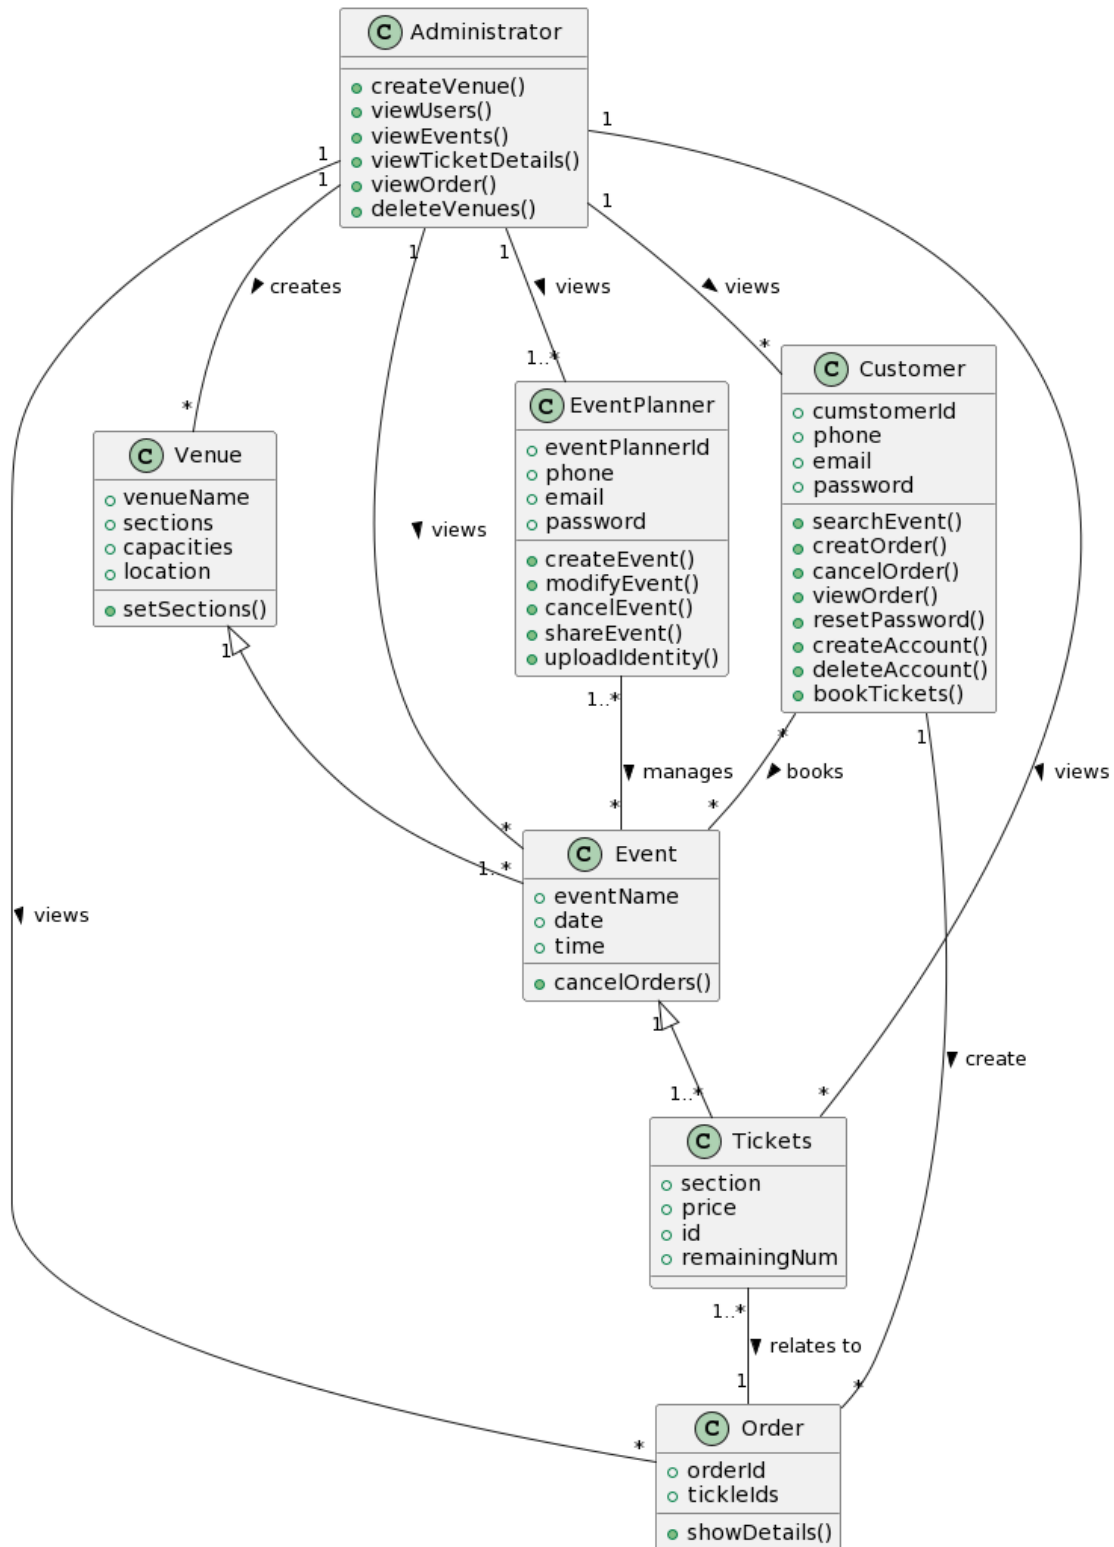 C Administrator
createVenue()
viewUsers()
viewEvents()
viewTicketDetails()
viewOrder()
deleteVenues()
1
1
1
1
1
1
creates
views
views
*
1..*
*
C Venue
venueName
sections
capacities
location
setSections()
1
C EventPlanner
eventPlannerId
phone
email
password
createEvent()
modifyEvent()
cancelEvent()
shareEvent()
uploadIdentity()
1..*
C Customer
cumstomerId
phone
email
password
searchEvent()
creatOrder()
cancelOrder()
viewOrder()
resetPassword()
createAccount()
deleteAccount()
bookTickets()
*
1
views
manages
books
views
*
*
*
1..*
C Event
eventName
date
time
cancelOrders()
1
views
create
1..*
*
C Tickets
section
price
id
remainingNum
1..*
relates to
1
*
*
C Order
orderId
tickleIds
showDetails()